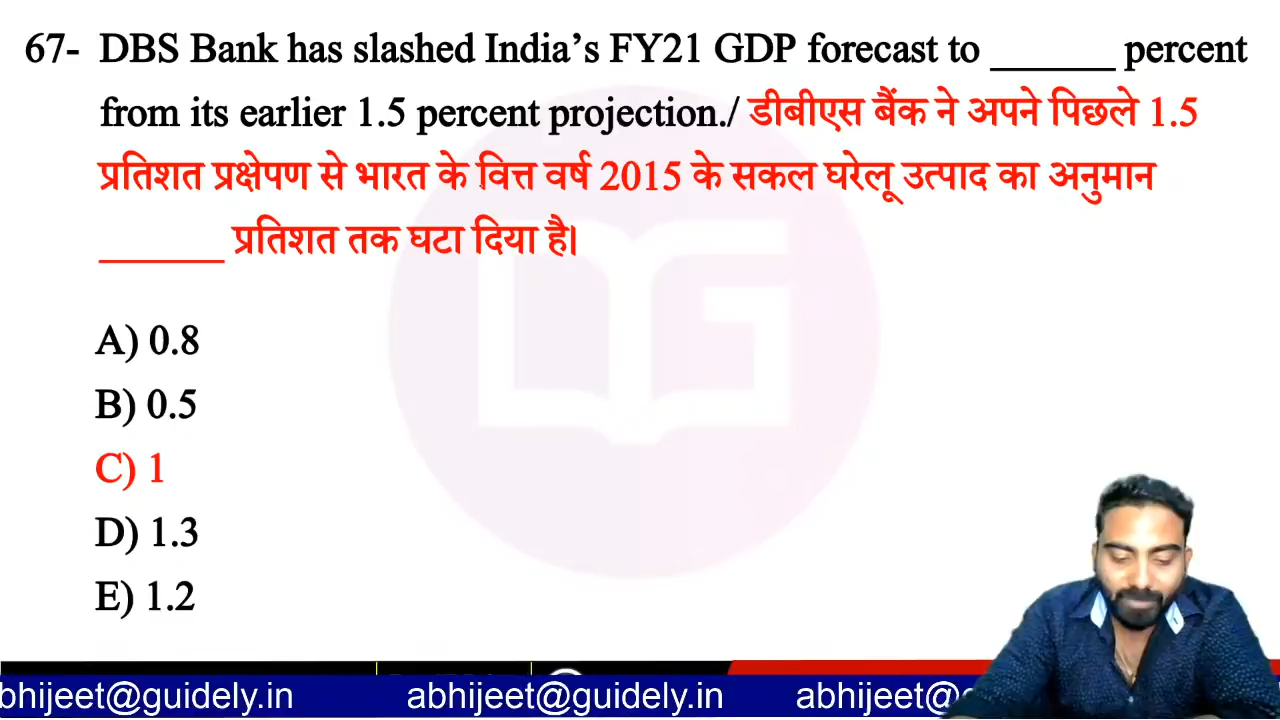 67- DBS Bank has slashed India’s FY21 GDP forecast to ______ percent
from its earlier 1.5 percent projection./ डीबीएस बैंक ने अपने पिछले 1.5
प्रतिशत प्रक्षेपण से भारत के वित्त वर्ष 2015 के सकल घरेलू उत्पाद का अनुमान
______ प्रतिशत तक घटा दिया है।
A) 0.8
B) 0.5
C) 1
D) 1.3
E) 1.2
bhijeet@guidely.in abhijeet@guidely.in abhijeet@g